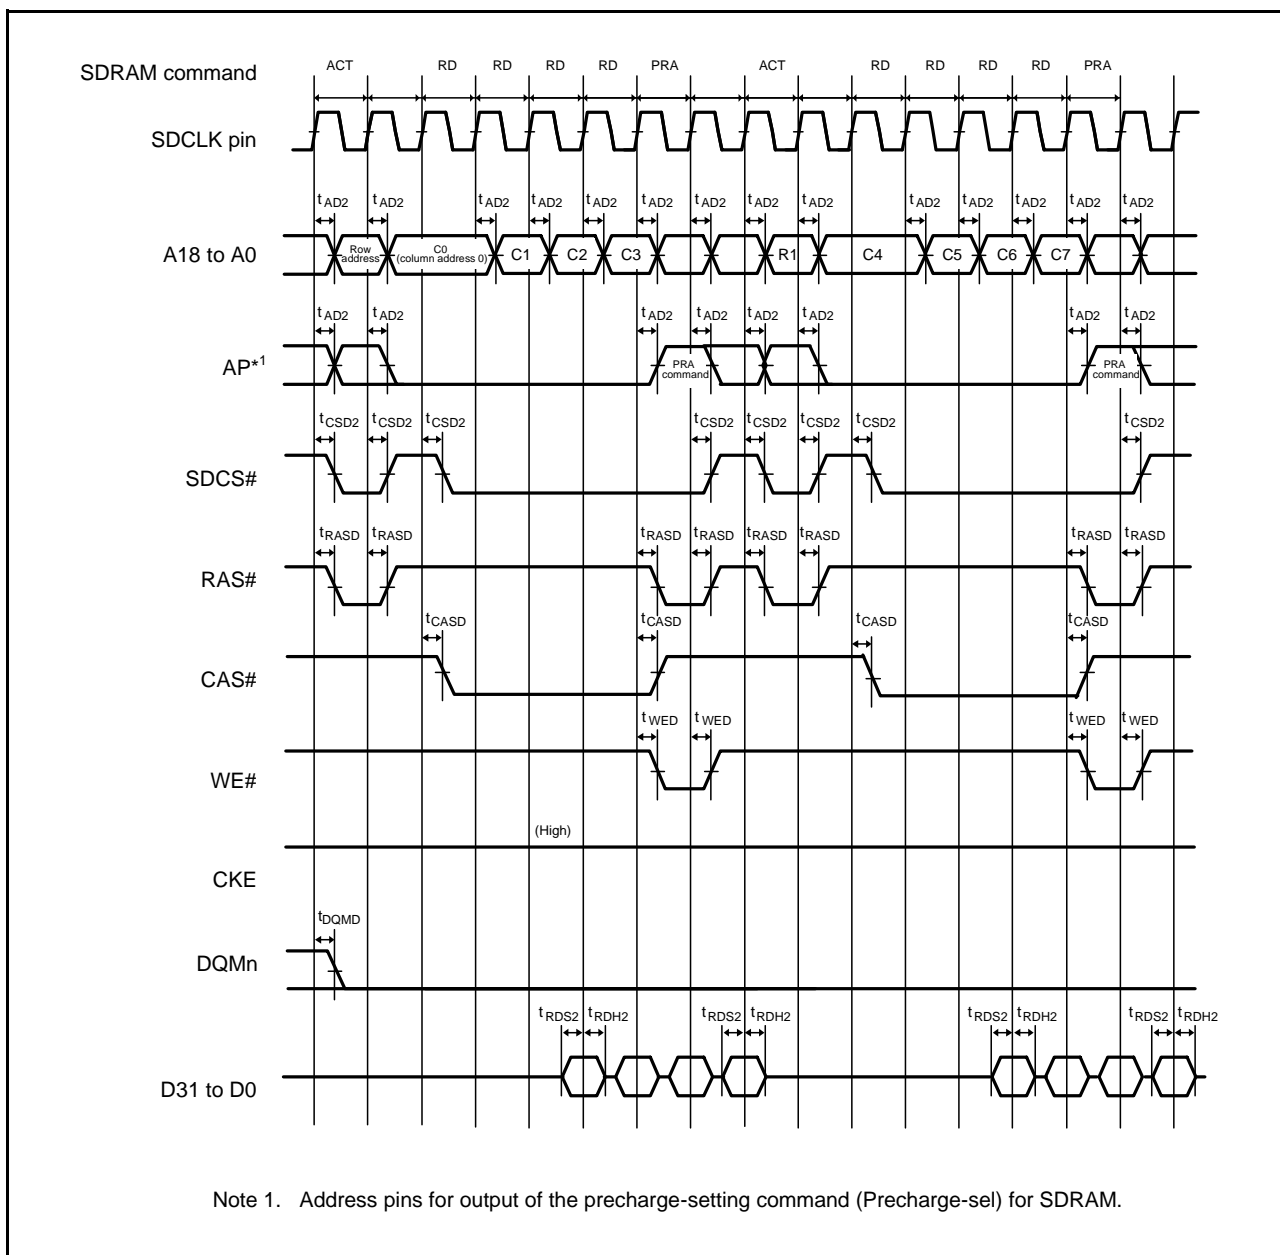 SDRAM command ACT RD RD RD RD PRA ACT RD RD RD RD PRA
SDCLK pin
tAD2 tAD2 tAD2 tAD2 tAD2 tAD2 tAD2 tAD2 tAD2 tAD2 tAD2 tAD2 tAD2 tAD2
A18 to A0 Row address C0 (column address 0) C1 C2 C3 R1 C4 C5 C6 C7
tAD2 tAD2 tAD2 tAD2 tAD2 tAD2 tAD2 tAD2
AP*1 PRA command PRA command
tCSD2 tCSD2 tCSD2 tCSD2 tCSD2 tCSD2 tCSD2 tCSD2
SDCS#
tRASD tRASD tRASD tRASD tRASD tRASD tRASD tRASD
RAS#
tCASD tCASD tCASD tCASD
CAS#
tWED tWED tWED tWED
WE#
(High)
CKE
tDQMD
DQMn
tRDS2 tRDH2 tRDS2 tRDH2 tRDS2 tRDH2 tRDS2 tRDH2
D31 to D0
Note 1. Address pins for output of the precharge-setting command (Precharge-sel) for SDRAM.